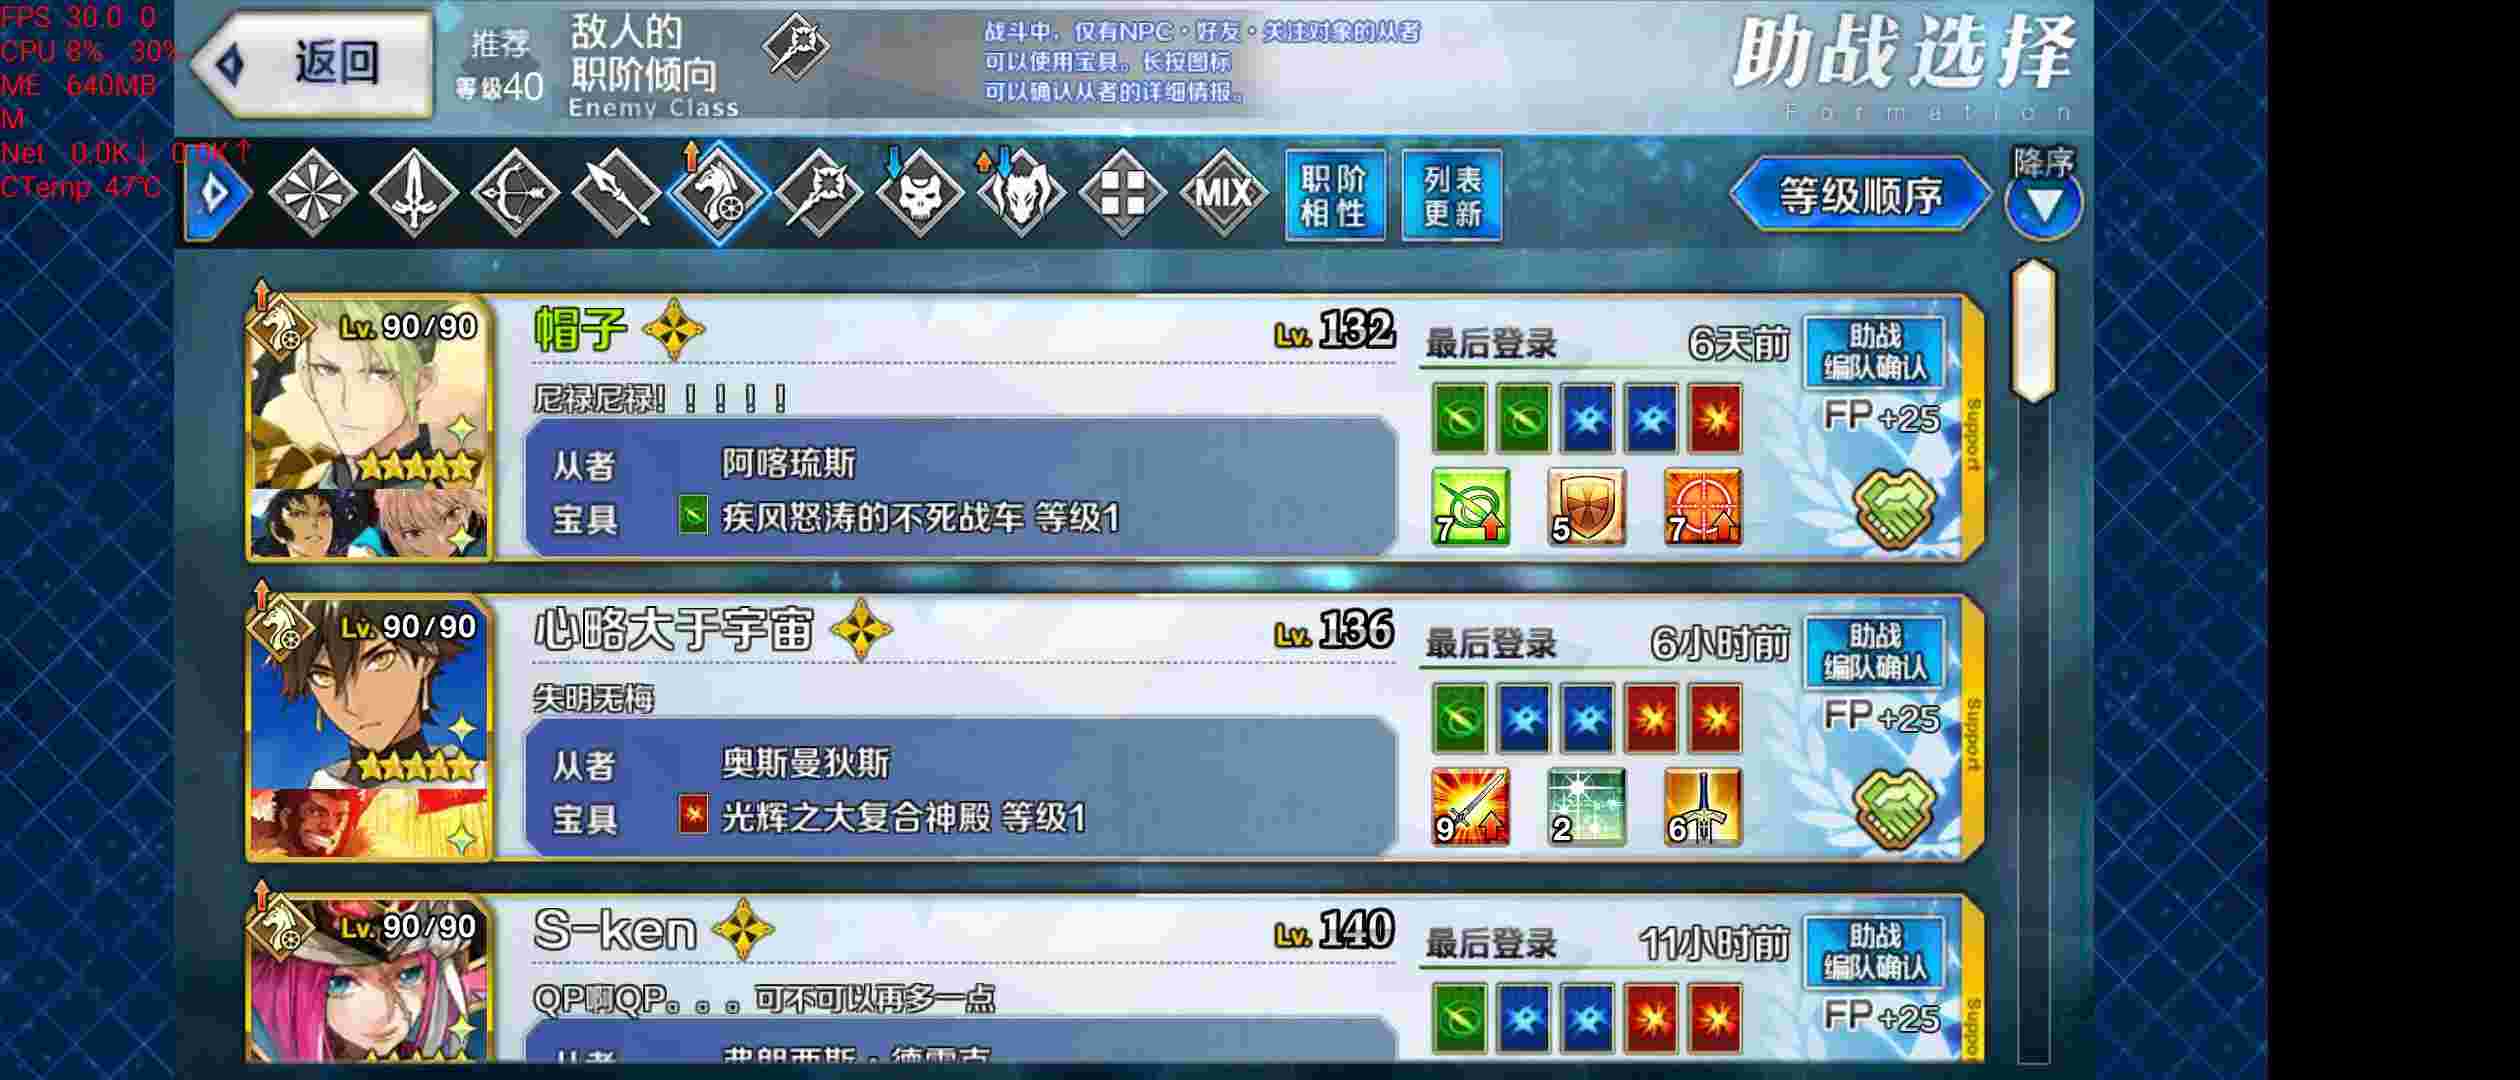 FPS 30.0 0
CPU 8% 30%
ME 640MB
M
Net 0.0K↓ 0.0K↑
CTemp 47℃
返回
推荐
等级40
敌人的
职阶倾向
Enemy Class
战斗中，仅有NPC・好友・关注对象的从者
可以使用宝具。长按图标
可以确认从者的详细情报。
助战选择
Formation
MIX
职阶
相性
列表
更新
等级顺序
降序
Lv. 90/90
帽子
Lv. 132
最后登录 6天前
助战
编队确认
尼禄尼禄！！！！！！
FP +25
从者 阿喀琉斯
宝具 疾风怒涛的不死战车 等级1
7 5 7
Support
Lv. 90/90
心略大于宇宙
Lv. 136
最后登录 6小时前
助战
编队确认
失明无梅
FP +25
从者 奥斯曼狄斯
宝具 光辉之大复合神殿 等级1
9 2 6
Support
Lv. 90/90
S-ken
Lv. 140
最后登录 11小时前
助战
编队确认
QP啊QP。。。可不可以再多一点
FP +25
从者 弗朗西斯・德雷克
Suppo